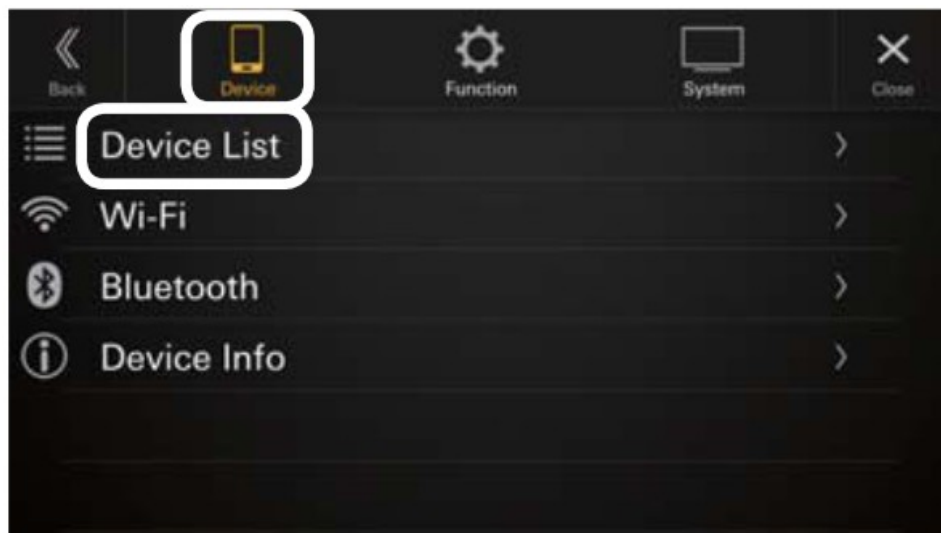 Back Device Function System Close
Device List
Wi-Fi
Bluetooth
Device Info